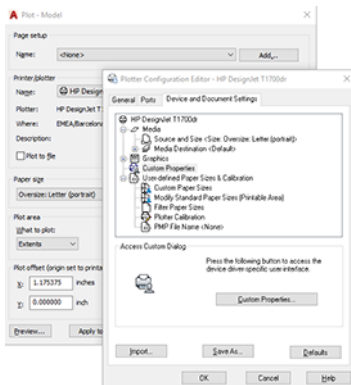 Plot - Model
Page setup
Name:
<None>
Add...
Printer/plotter
Name:
HP Design
Plotter:
HP DesignJet T1
Where:
EMEA/Barcelona
Description:
Plot to file
Paper size
Oversize: Letter (portrait)
Plot area
What to plot:
Extents
Plot offset (origin set to printa
X:
1.175375
inches
Y:
0.000000
inch
Preview...
Apply to
Plotter Configuration Editor - HP DesignJet T1700dr
General
Ports
Device and Document Settings
HP DesignJet T1700dr
Media
Source and Size <Size: Oversize: Letter (portrait)>
Media Destination <Default>
Graphics
Custom Properties
User-defined Paper Sizes & Calibration
Custom Paper Sizes
Modify Standard Paper Sizes (Printable Area)
Filter Paper Sizes
Plotter Calibration
PMP File Name <None>
Access Custom Dialog
Press the following button to access the
device driver-specific user interface.
Custom Properties...
Import...
Save As...
Defaults
OK
Cancel
Help